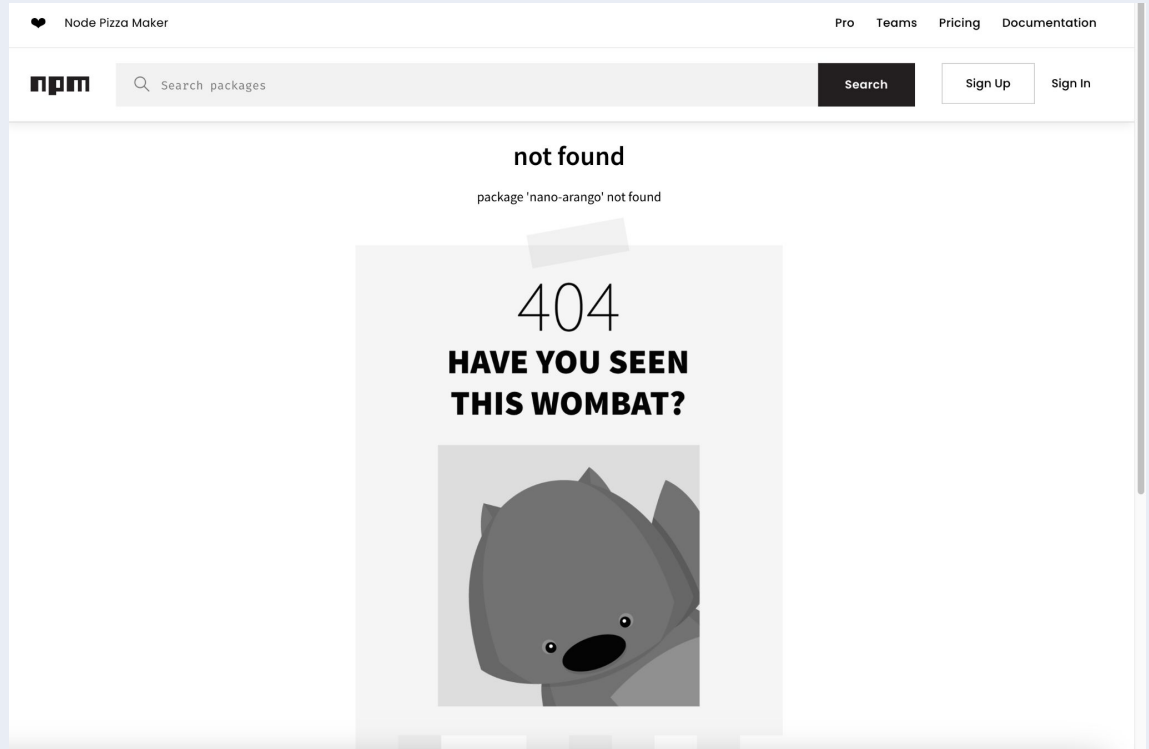 ❤ Node Pizza Maker
Pro Teams Pricing Documentation
npm
Search packages
Search
Sign Up
Sign In
not found
package 'nano-arango' not found
404
HAVE YOU SEEN
THIS WOMBAT?